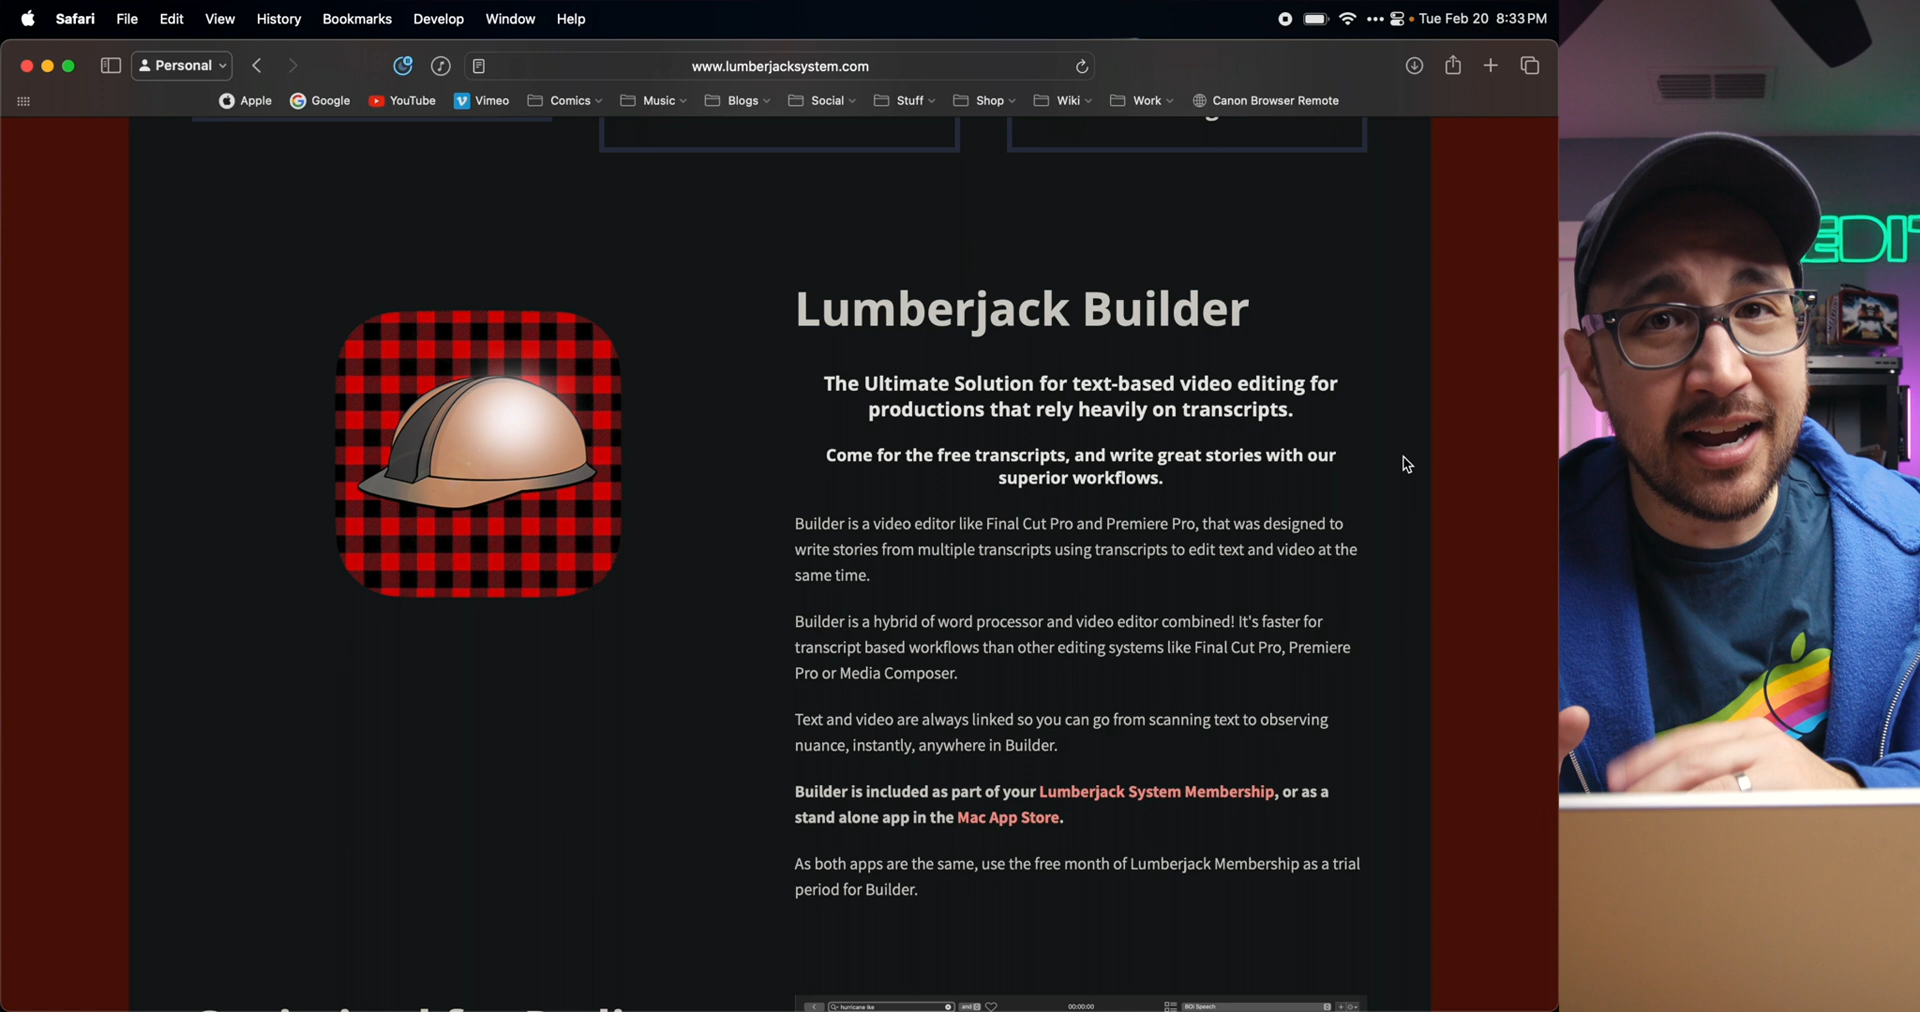 Safari File Edit View History Bookmarks Develop Window Help Tue Feb 20 8:33 PM
Personal www.lumberjacksystem.com
Apple Google YouTube Vimeo Comics Music Blogs Social Stuff Shop Wiki Work Canon Browser Remote
EDIT
Lumberjack Builder
The Ultimate Solution for text-based video editing for
productions that rely heavily on transcripts.
Come for the free transcripts, and write great stories with our
superior workflows.
Builder is a video editor like Final Cut Pro and Premiere Pro, that was designed to
write stories from multiple transcripts using transcripts to edit text and video at the
same time.
Builder is a hybrid of word processor and video editor combined! It's faster for
transcript based workflows than other editing systems like Final Cut Pro, Premiere
Pro or Media Composer.
Text and video are always linked so you can go from scanning text to observing
nuance, instantly, anywhere in Builder.
Builder is included as part of your Lumberjack System Membership, or as a
stand alone app in the Mac App Store.
As both apps are the same, use the free month of Lumberjack Membership as a trial
period for Builder.
hurricane ike and 00:00:00 BOI Speech